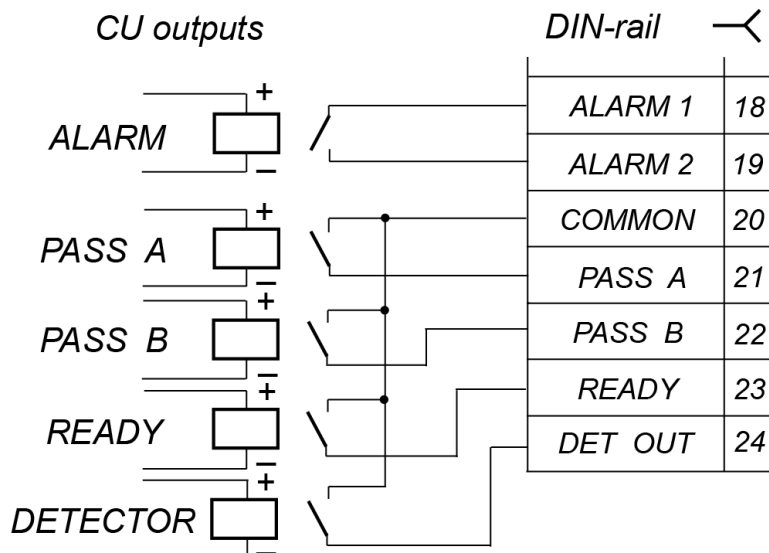 CU outputs
DIN-rail
ALARM
+
−
PASS A
+
−
PASS B
+
−
READY
+
−
DETECTOR
+
−
ALARM 1 18
ALARM 2 19
COMMON 20
PASS A 21
PASS B 22
READY 23
DET OUT 24